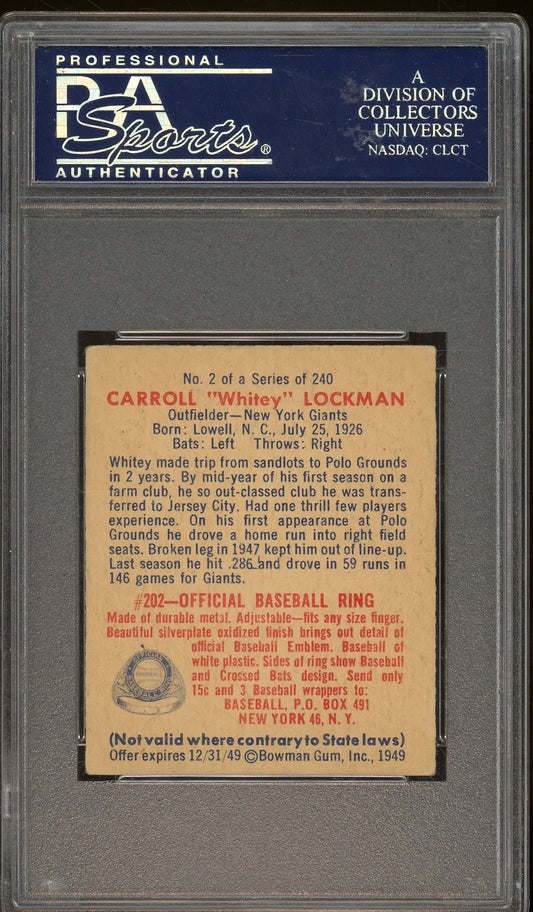 PROFESSIONAL
PSA
Sports®
AUTHENTICATOR
A
DIVISION OF
COLLECTORS
UNIVERSE
NASDAQ: CLCT
No. 2 of a Series of 240
CARROLL "Whitey" LOCKMAN
Outfielder—New York Giants
Born: Lowell, N. C., July 25, 1926
Bats: Left Throws: Right
Whitey made trip from sandlots to Polo Grounds
in 2 years. By mid-year of his first season on a
farm club, he so out-classed club he was trans-
ferred to Jersey City. Had one thrill few players
experience. On his first appearance at Polo
Grounds he drove a home run into right field
seats. Broken leg in 1947 kept him out of line-up.
Last season he hit .286 and drove in 59 runs in
146 games for Giants.
#202—OFFICIAL BASEBALL RING
Made of durable metal. Adjustable—fits any size finger.
Beautiful silverplate oxidized finish brings out detail of
official Baseball Emblem. Baseball of
white plastic. Sides of ring show Baseball
and Crossed Bats design. Send only
15c and 3 Baseball wrappers to:
BASEBALL, P.O. BOX 491
NEW YORK 46, N. Y.
OFFICIAL
BASEBALL
BASEBALL RING
(Not valid where contrary to State laws)
Offer expires 12/31/49 ©Bowman Gum, Inc., 1949